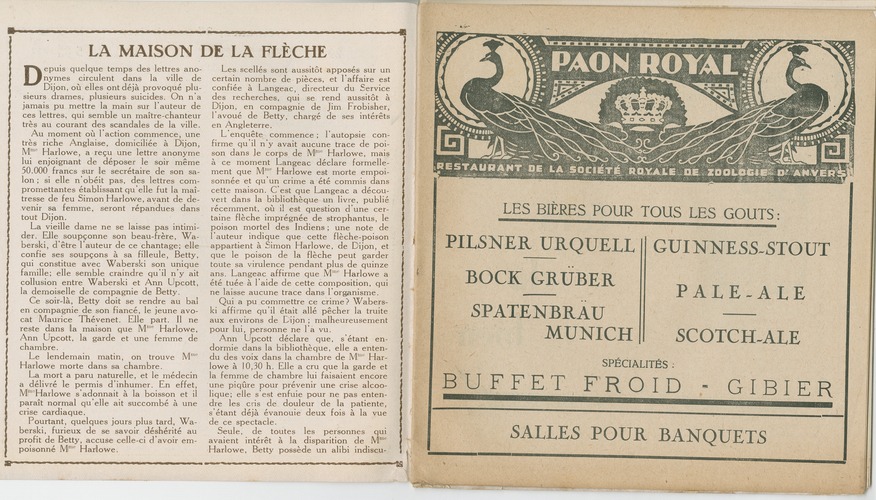 LA MAISON DE LA FLÈCHE
Depuis quelque temps des lettres ano-
nymes circulent dans la ville de
Dijon, où elles ont déjà provoqué plu-
sieurs drames, plusieurs suicides. On n'a
jamais pu mettre la main sur l'auteur de
ces lettres, qui semble un maître-chanteur
très au courant des scandales de la ville.
Au moment où l'action commence, une
très riche Anglaise, domiciliée à Dijon,
Mme Harlowe, a reçu une lettre anonyme
lui enjoignant de déposer le soir même
50.000 francs sur le secrétaire de son sa-
lon ; si elle n'obéit pas, des lettres com-
promettantes établissant qu'elle fut la maî-
tresse de feu Simon Harlowe, avant de de-
venir sa femme, seront répandues dans
tout Dijon.
La vieille dame ne se laisse pas intimi-
der. Elle soupçonne son beau-frère, Wa-
berski, d'être l'auteur de ce chantage; elle
confie ses soupçons à sa filleule, Betty,
qui constitue avec Waberski son unique
famille; elle semble craindre qu'il n'y ait
collusion entre Waberski et Ann Upcott,
la demoiselle de compagnie de Betty.
Ce soir-là, Betty doit se rendre au bal
en compagnie de son fiancé, le jeune avo-
cat Maurice Thévenet. Elle part. Il ne
reste dans la maison que Mme Harlowe,
Ann Upcott, la garde et une femme de
chambre.
Le lendemain matin, on trouve Mme
Harlowe morte dans sa chambre.
La mort a paru naturelle, et le médecin
a délivré le permis d'inhumer. En effet,
Mme Harlowe s'adonnait à la boisson et il
paraît normal qu'elle ait succombé à une
crise cardiaque.
Pourtant, quelques jours plus tard, Wa-
berski, furieux de se savoir déshérité au
profit de Betty, accuse celle-ci d'avoir em-
poisonné Mme Harlowe.
Les scellés sont aussitôt apposés sur un
certain nombre de pièces, et l'affaire est
confiée à Langeac, directeur du Service
des recherches, qui se rend aussitôt à
Dijon, en compagnie de Jim Frobisher,
l'avoué de Betty, chargé de ses intérêts
en Angleterre.
L'enquête commence ; l'autopsie con-
firme qu'il n'y avait aucune trace de poi-
son dans le corps de Mme Harlowe, mais
à ce moment Langeac déclare formelle-
ment que Mme Harlowe est morte empoi-
onnée et qu'un crime a été commis dans
cette maison. C'est que Langeac a décou-
vert dans la bibliothèque un livre, publié
récemment, où il est question d'une cer-
taine flèche imprégnée de strophantus, le
poison mortel des Indiens ; une note de
l'auteur indique que cette flèche-poison
appartient à Simon Harlowe, de Dijon, et
que le poison de la flèche peut garder
toute sa virulence pendant plus de quinze
ans. Langeac affirme que Mme Harlowe a
été tuée à l'aide de cette composition, qui
ne laisse aucune trace dans l'organisme.
Qui a pu commettre ce crime ? Wabers-
ki affirme qu'il était allé pêcher la truite
aux environs de Dijon ; malheureusement
pour lui, personne ne l'a vu.
Ann Upcott déclare que, s'étant en-
dormie dans la bibliothèque, elle a enten-
du des voix dans la chambre de Mme Har-
lowe à 10,30 h. Elle a cru que la garde et
la femme de chambre lui faisaient encore
une piqûre pour prévenir une crise alcoo-
lique; elle s est enfuie pour ne pas enten-
dre les cris de douleur de la patiente,
s'étant déjà évanouie deux fois à la vue
de ce spectacle.
Seule, de toutes les personnes qui
avaient intérêt à la disparition de Mme
Harlowe, Betty possède un alibi indiscu-
PAON ROYAL
RESTAURANT DE LA SOCIÉTÉ ROYALE DE ZOOLOGIE D'ANVERS
LES BIÈRES POUR TOUS LES GOUTS:
PILSNER URQUELL
BOCK GRÜBER
SPATENBRÄU
MUNICH
GUINNESS-STOUT
PALE-ALE
SCOTCH-ALE
SPÉCIALITÉS :
BUFFET FROID - GIBIER
SALLES POUR BANQUETS